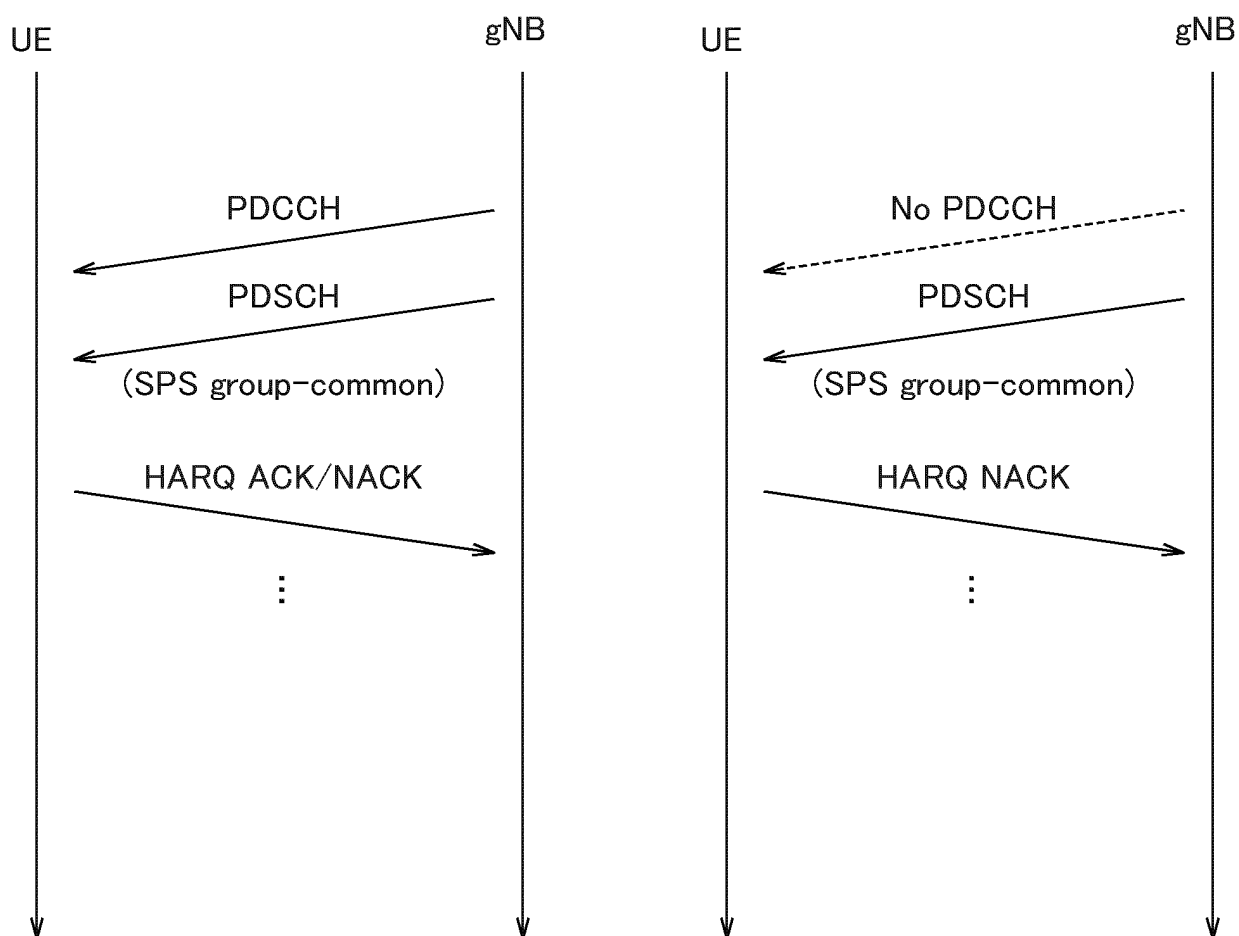 UE
gNB
PDCCH
PDSCH
(SPS group-common)
HARQ ACK/NACK
⋮
UE
gNB
No PDCCH
PDSCH
(SPS group-common)
HARQ NACK
⋮